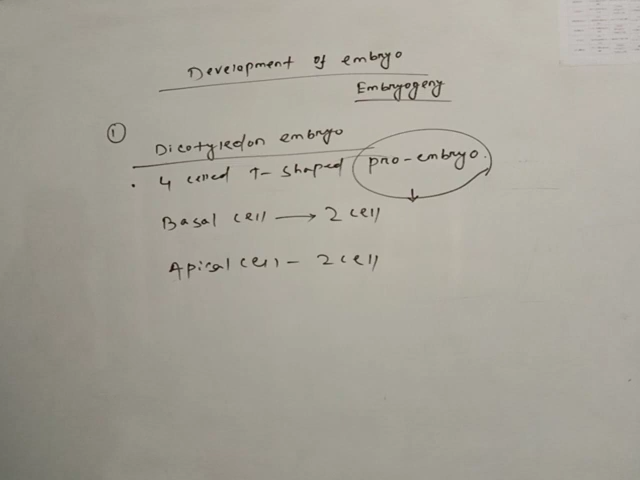 Development of embryo
Embryogeny
① Dicotyledon embryo
• 4 celled T-shaped pro-embryo.
Basal cell → 2 cell
Apical cell - 2 cell